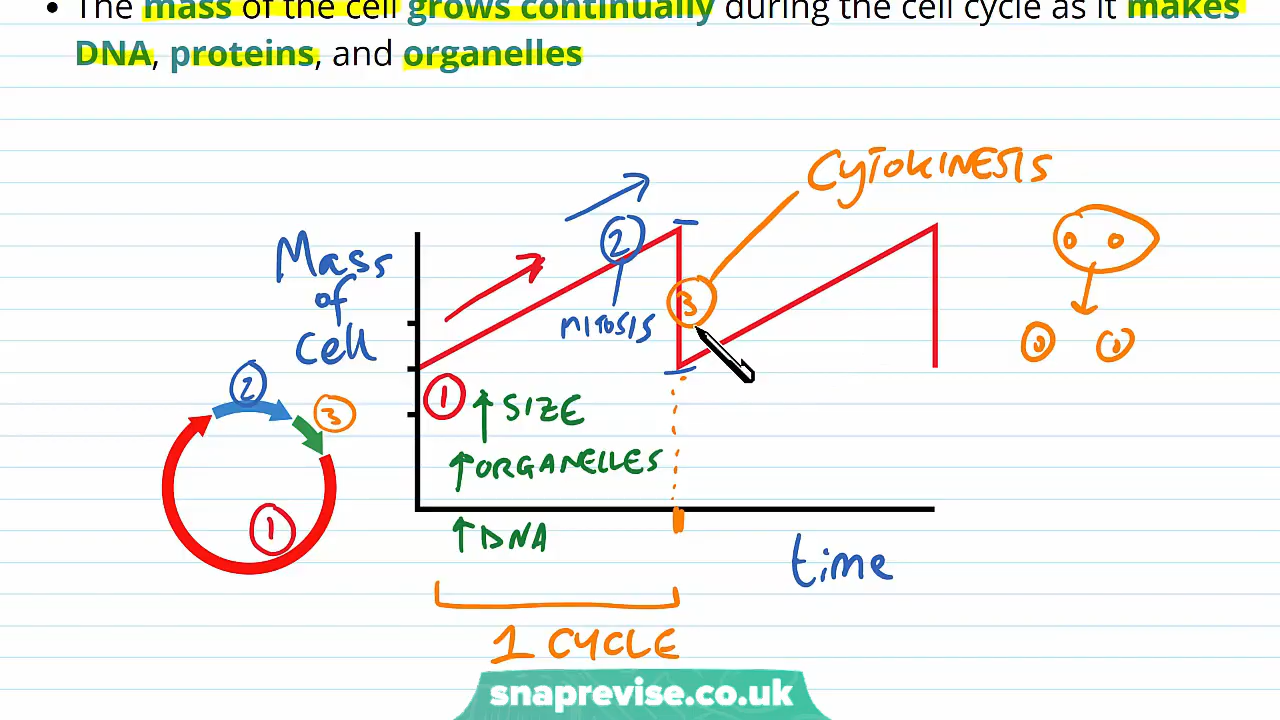 • The mass of the cell grows continually during the cell cycle as it makes
DNA, proteins, and organelles
CYTOKINESIS
Mass
of
cell
2
MITOSIS
3
1
↑ SIZE
↑ ORGANELLES
↑ DNA
2
3
1
time
1 CYCLE
snaprevise.co.uk